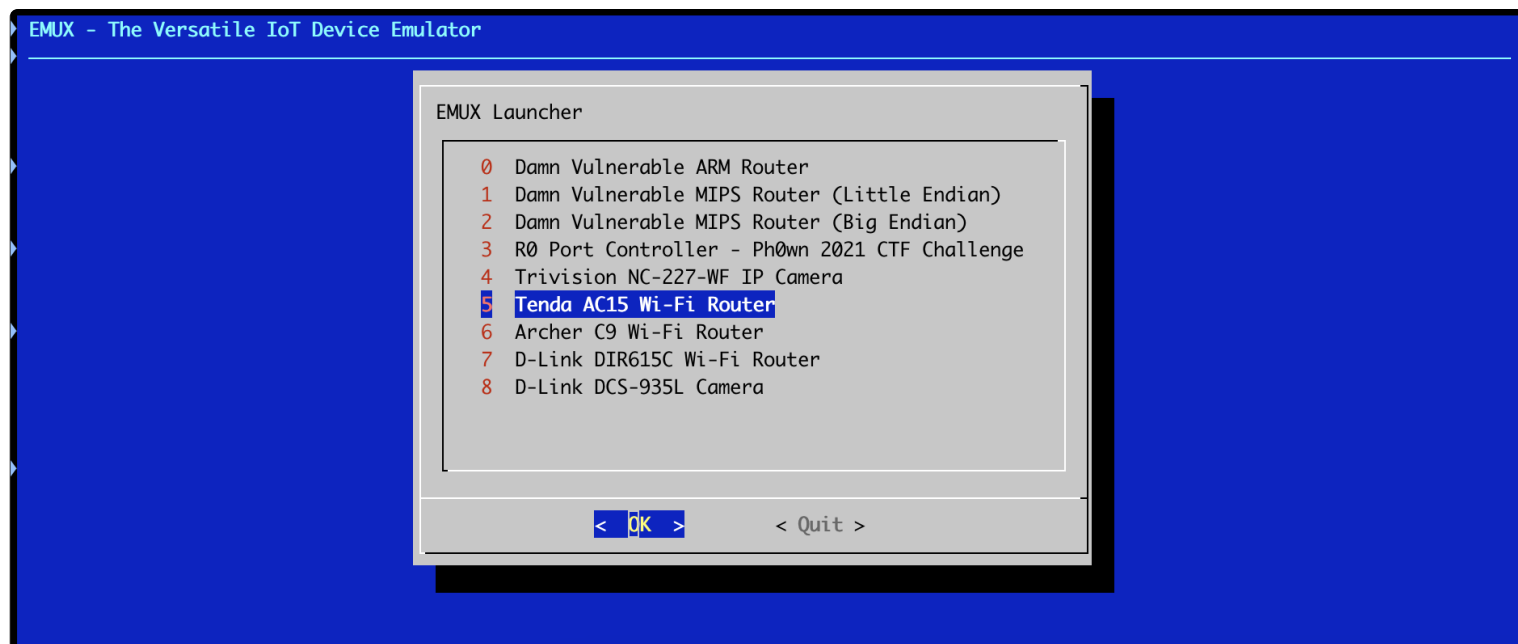 EMUX - The Versatile IoT Device Emulator
EMUX Launcher
0 Damn Vulnerable ARM Router
1 Damn Vulnerable MIPS Router (Little Endian)
2 Damn Vulnerable MIPS Router (Big Endian)
3 R0 Port Controller - Ph0wn 2021 CTF Challenge
4 Trivision NC-227-WF IP Camera
5 Tenda AC15 Wi-Fi Router
6 Archer C9 Wi-Fi Router
7 D-Link DIR615C Wi-Fi Router
8 D-Link DCS-935L Camera
< OK > < Quit >